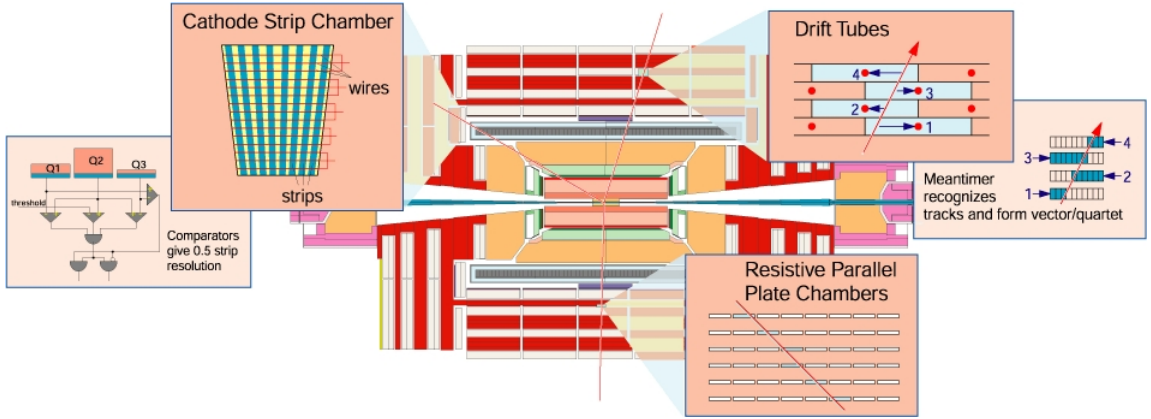 Cathode Strip Chamber
wires
strips
Q1
Q2
Q3
threshold
Comparators
give 0.5 strip
resolution
Drift Tubes
4
3
2
1
Meantimer
recognizes
tracks and form vector/quartet
4
3
2
1
Resistive Parallel
Plate Chambers